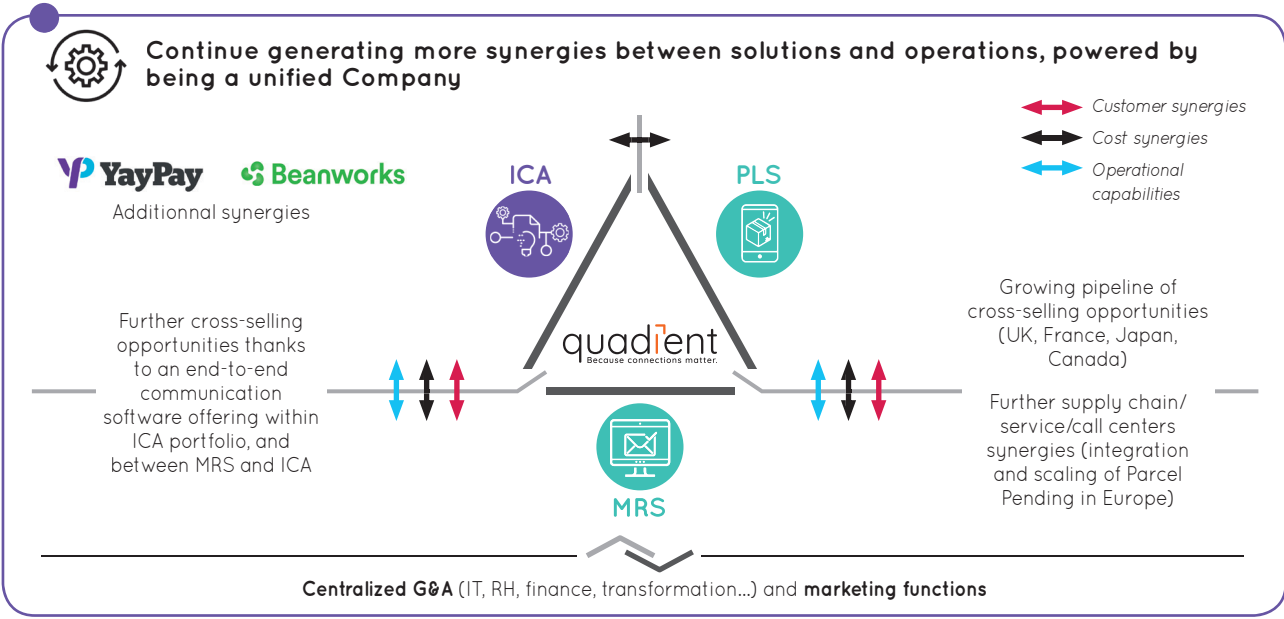 Continue generating more synergies between solutions and operations, powered by
being a unified Company
Customer synergies
Cost synergies
Operational
capabilities
YayPay
Beanworks
Additionnal synergies
ICA
PLS
Further cross-selling
opportunities thanks
to an end-to-end
communication
software offering within
ICA portfolio, and
between MRS and ICA
quadient
Because connections matter.
Growing pipeline of
cross-selling opportunities
(UK, France, Japan,
Canada)
Further supply chain/
service/call centers
synergies (integration
and scaling of Parcel
Pending in Europe)
MRS
Centralized G&A (IT, RH, finance, transformation...) and marketing functions